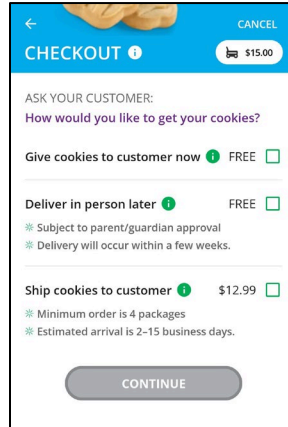 CANCEL
CHECKOUT
$15.00
ASK YOUR CUSTOMER:
How would you like to get your cookies?
Give cookies to customer now FREE
Deliver in person later FREE
Subject to parent/guardian approval
Delivery will occur within a few weeks.
Ship cookies to customer $12.99
Minimum order is 4 packages
Estimated arrival is 2–15 business days.
CONTINUE